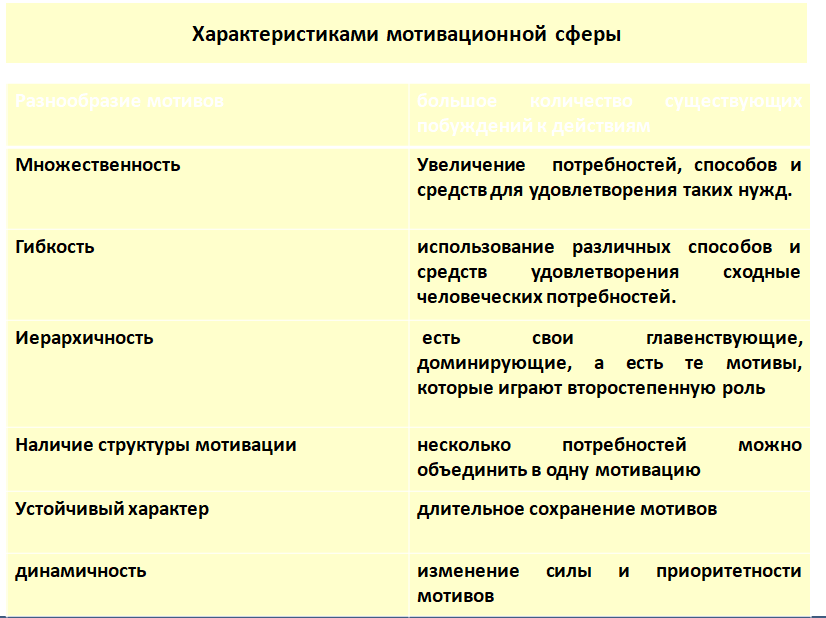 Характеристиками мотивационной сферы
Разнообразие мотивов
большое количество существующих
побуждений к действиям
Множественность
Увеличение потребностей, способов и
средств для удовлетворения таких нужд.
Гибкость
использование различных способов и
средств удовлетворения сходные
человеческих потребностей.
Иерархичность
есть свои главенствующие,
доминирующие, а есть те мотивы,
которые играют второстепенную роль
Наличие структуры мотивации
несколько потребностей можно
объединить в одну мотивацию
Устойчивый характер
длительное сохранение мотивов
динамичность
изменение силы и приоритетности
мотивов